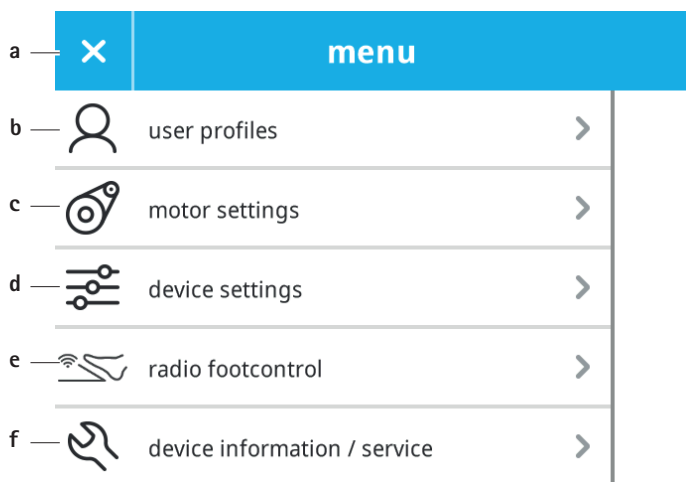 a menu
b user profiles
c motor settings
d device settings
e radio footcontrol
f device information / service